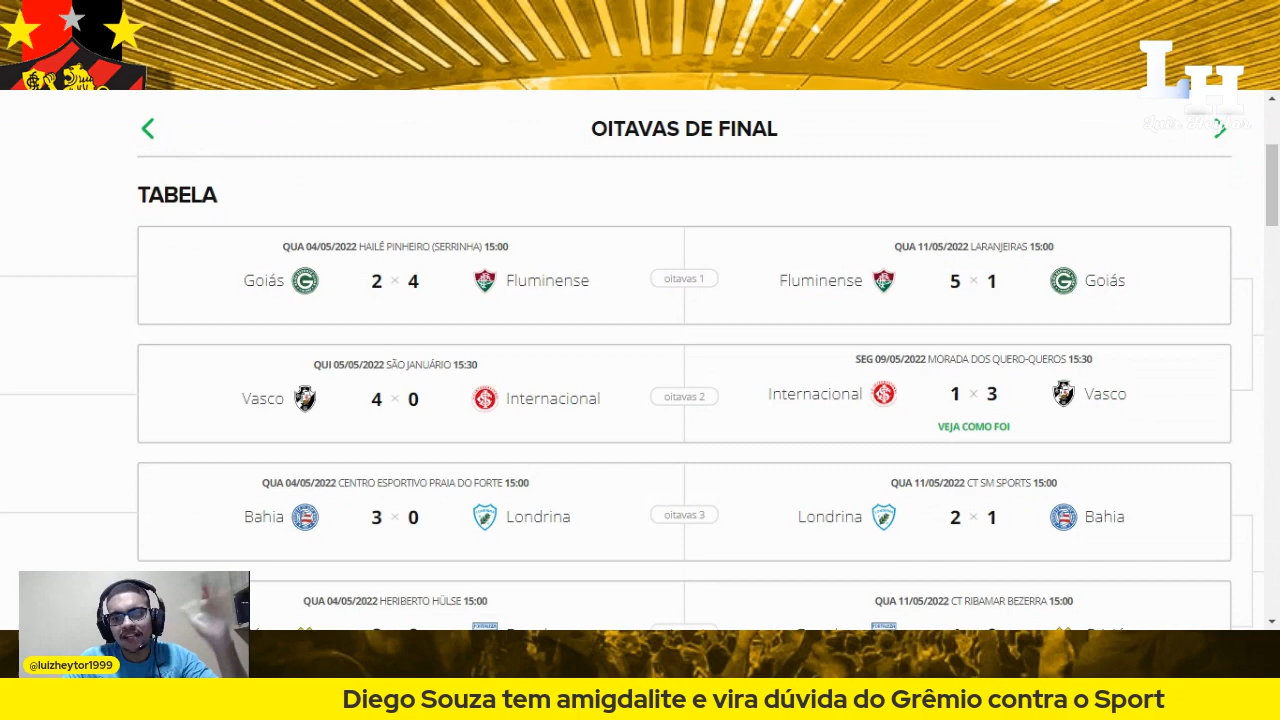 LH
Luiz Heytor
OITAVAS DE FINAL
TABELA
QUA 04/05/2022 HAILÉ PINHEIRO (SERRINHA) 15:00
Goiás 2 × 4 Fluminense
oitavas 1
QUA 11/05/2022 LARANJEIRAS 15:00
Fluminense 5 × 1 Goiás
QUI 05/05/2022 SÃO JANUÁRIO 15:30
Vasco 4 × 0 Internacional
oitavas 2
SEG 09/05/2022 MORADA DOS QUERO-QUEROS 15:30
Internacional 1 × 3 Vasco
VEJA COMO FOI
QUA 04/05/2022 CENTRO ESPORTIVO PRAIA DO FORTE 15:00
Bahia 3 × 0 Londrina
oitavas 3
QUA 11/05/2022 CT SM SPORTS 15:00
Londrina 2 × 1 Bahia
QUA 04/05/2022 HERIBERTO HÜLSE 15:00
QUA 11/05/2022 CT RIBAMAR BEZERRA 15:00
@luizheytor1999
Diego Souza tem amigdalite e vira dúvida do Grêmio contra o Sport